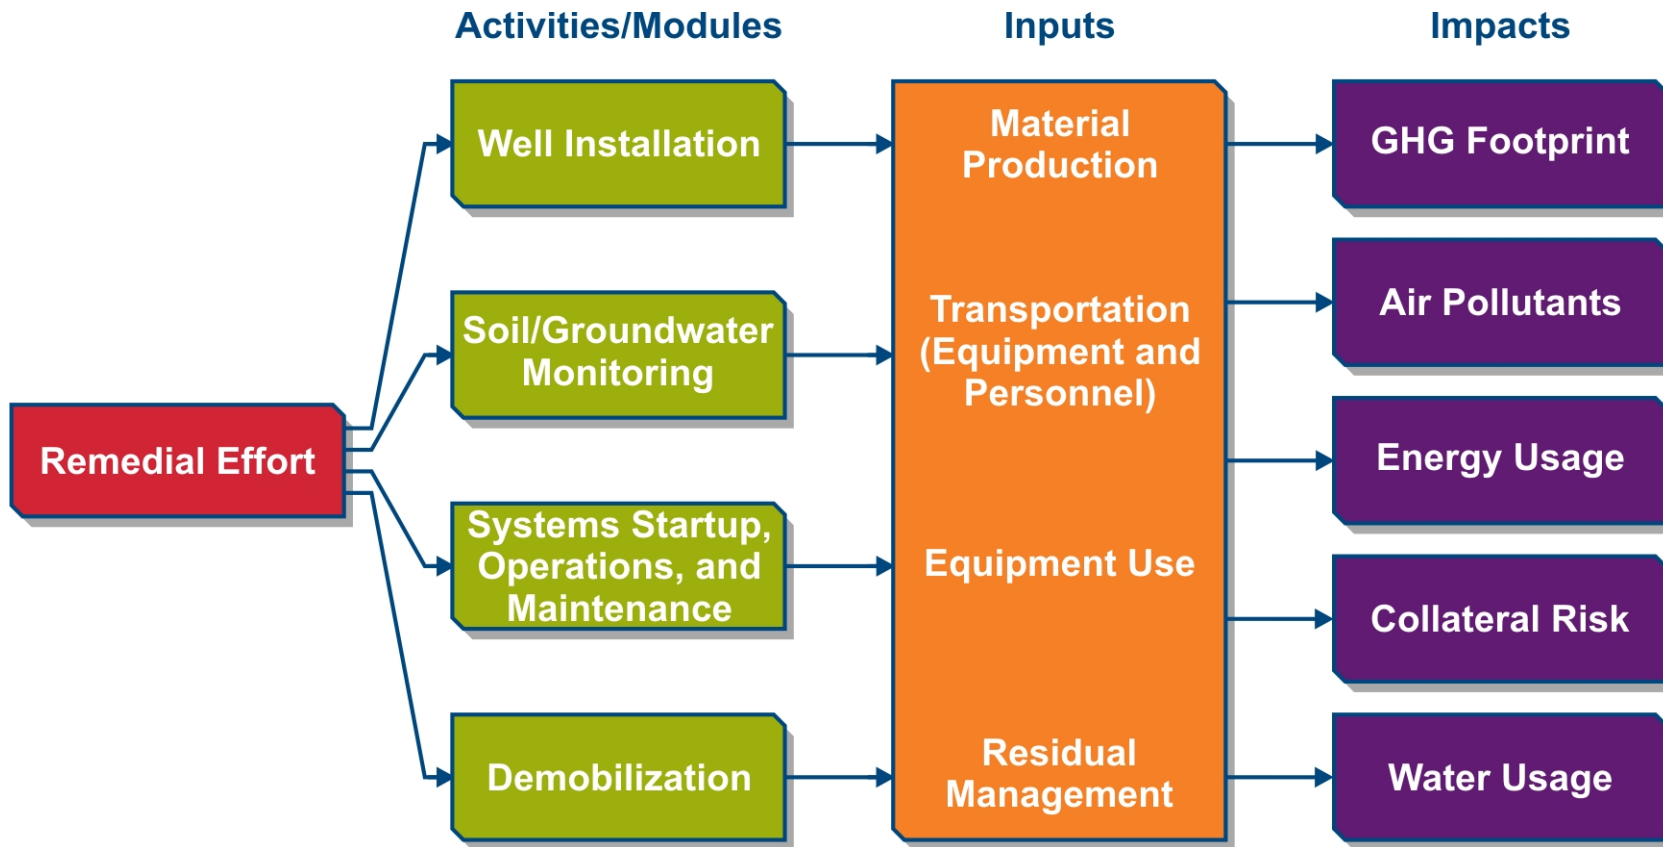 Activities/Modules
Inputs
Impacts
Remedial Effort
Well Installation
Soil/Groundwater
Monitoring
Systems Startup,
Operations, and
Maintenance
Demobilization
Material
Production
Transportation
(Equipment and
Personnel)
Equipment Use
Residual
Management
GHG Footprint
Air Pollutants
Energy Usage
Collateral Risk
Water Usage